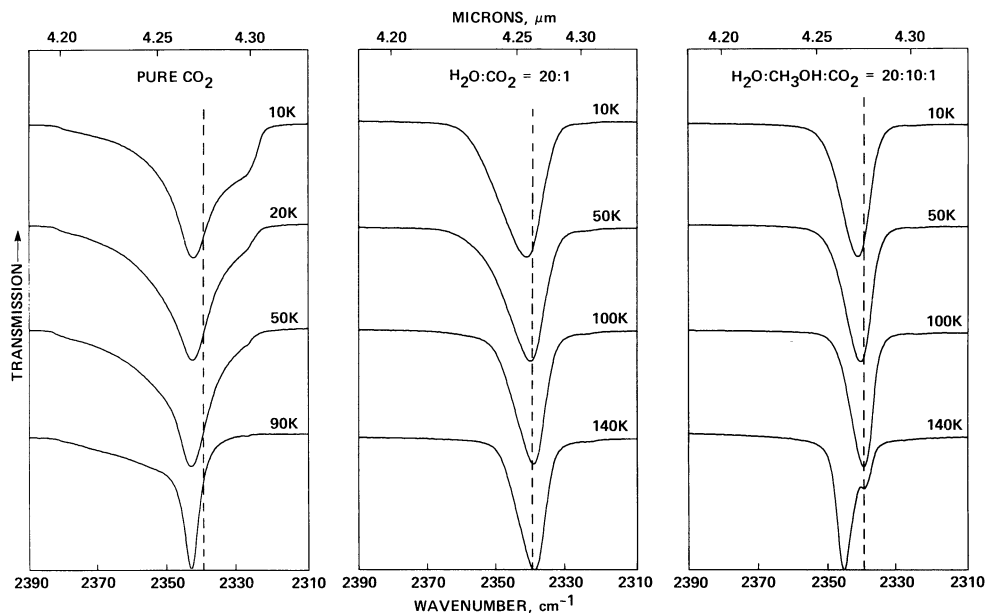 MICRONS, μm
4.20 4.26 4.30 4.20 4.26 4.30 4.20 4.26 4.30
PURE CO₂ H₂O:CO₂ = 20:1 H₂O:CH₃OH:CO₂ = 20:10:1
10K 10K 10K
20K 50K 50K
50K 100K 100K
90K 140K 140K
TRANSMISSION
2390 2370 2350 2330 2310 2390 2370 2350 2330 2310 2390 2370 2350 2330 2310
WAVENUMBER, cm⁻¹